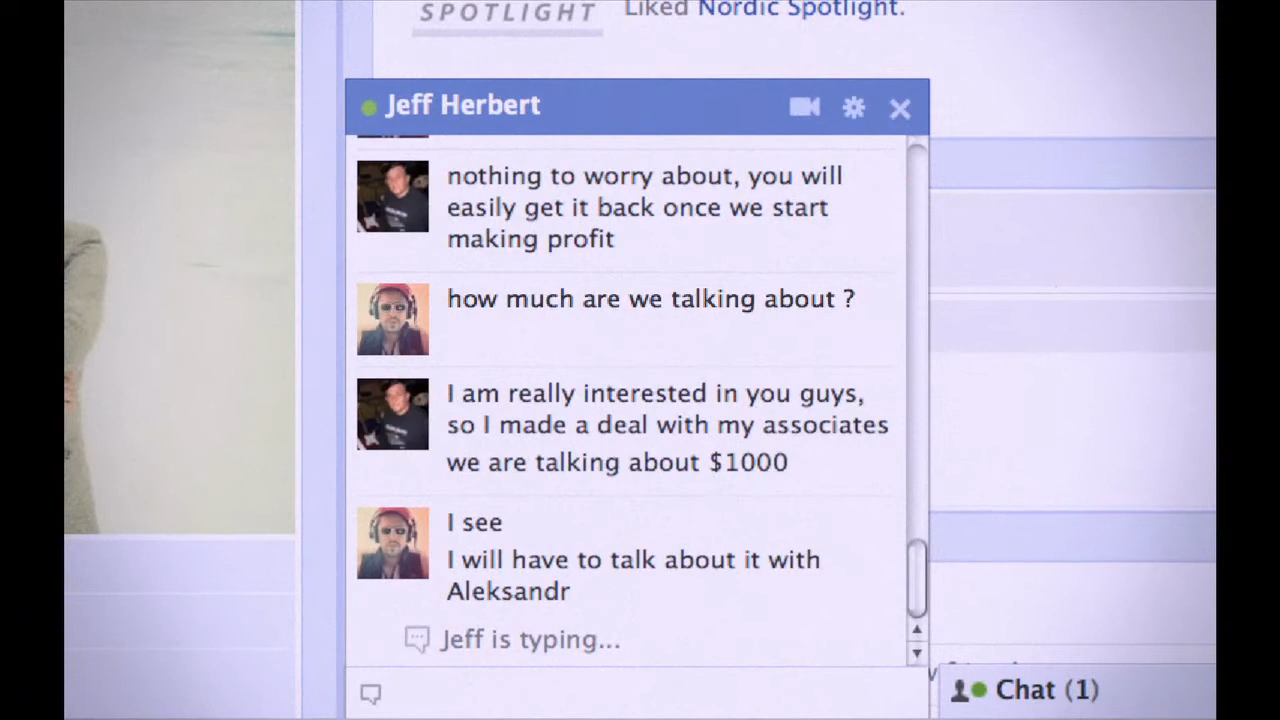 SPOTLIGHT
Liked Nordic Spotlight.
Jeff Herbert
nothing to worry about, you will
easily get it back once we start
making profit
how much are we talking about ?
I am really interested in you guys,
so I made a deal with my associates
we are talking about $1000
I see
I will have to talk about it with
Aleksandr
Jeff is typing...
Chat (1)